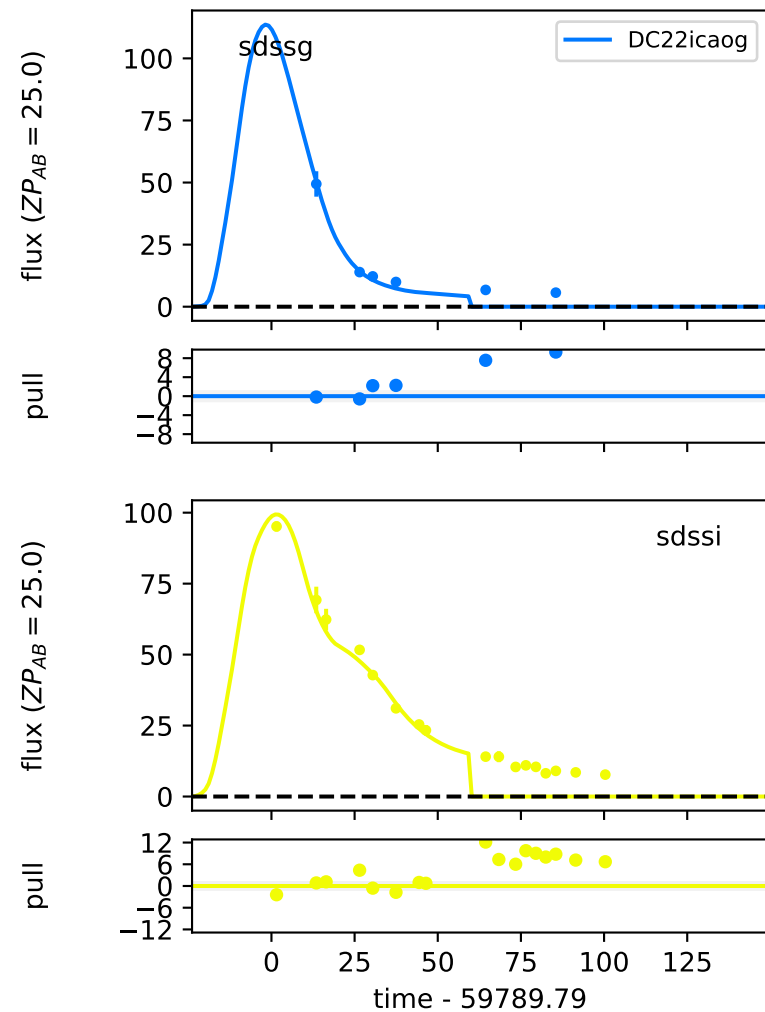 sdssg
DC22icaog
flux (ZP_AB = 25.0)
100
75
50
25
0
pull
8
4
0
−4
−8
sdssi
flux (ZP_AB = 25.0)
100
75
50
25
0
pull
12
6
0
−6
−12
0 25 50 75 100 125
time - 59789.79